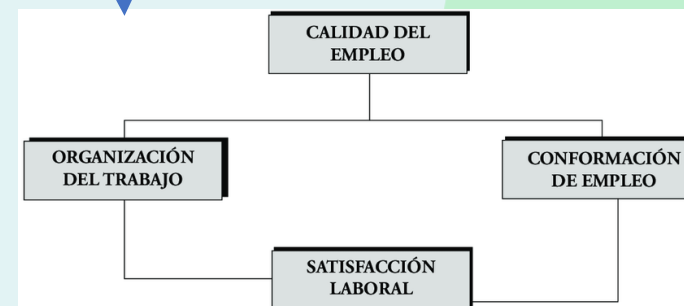 CALIDAD DEL
EMPLEO
ORGANIZACIÓN
DEL TRABAJO
CONFORMACIÓN
DE EMPLEO
SATISFACCIÓN
LABORAL